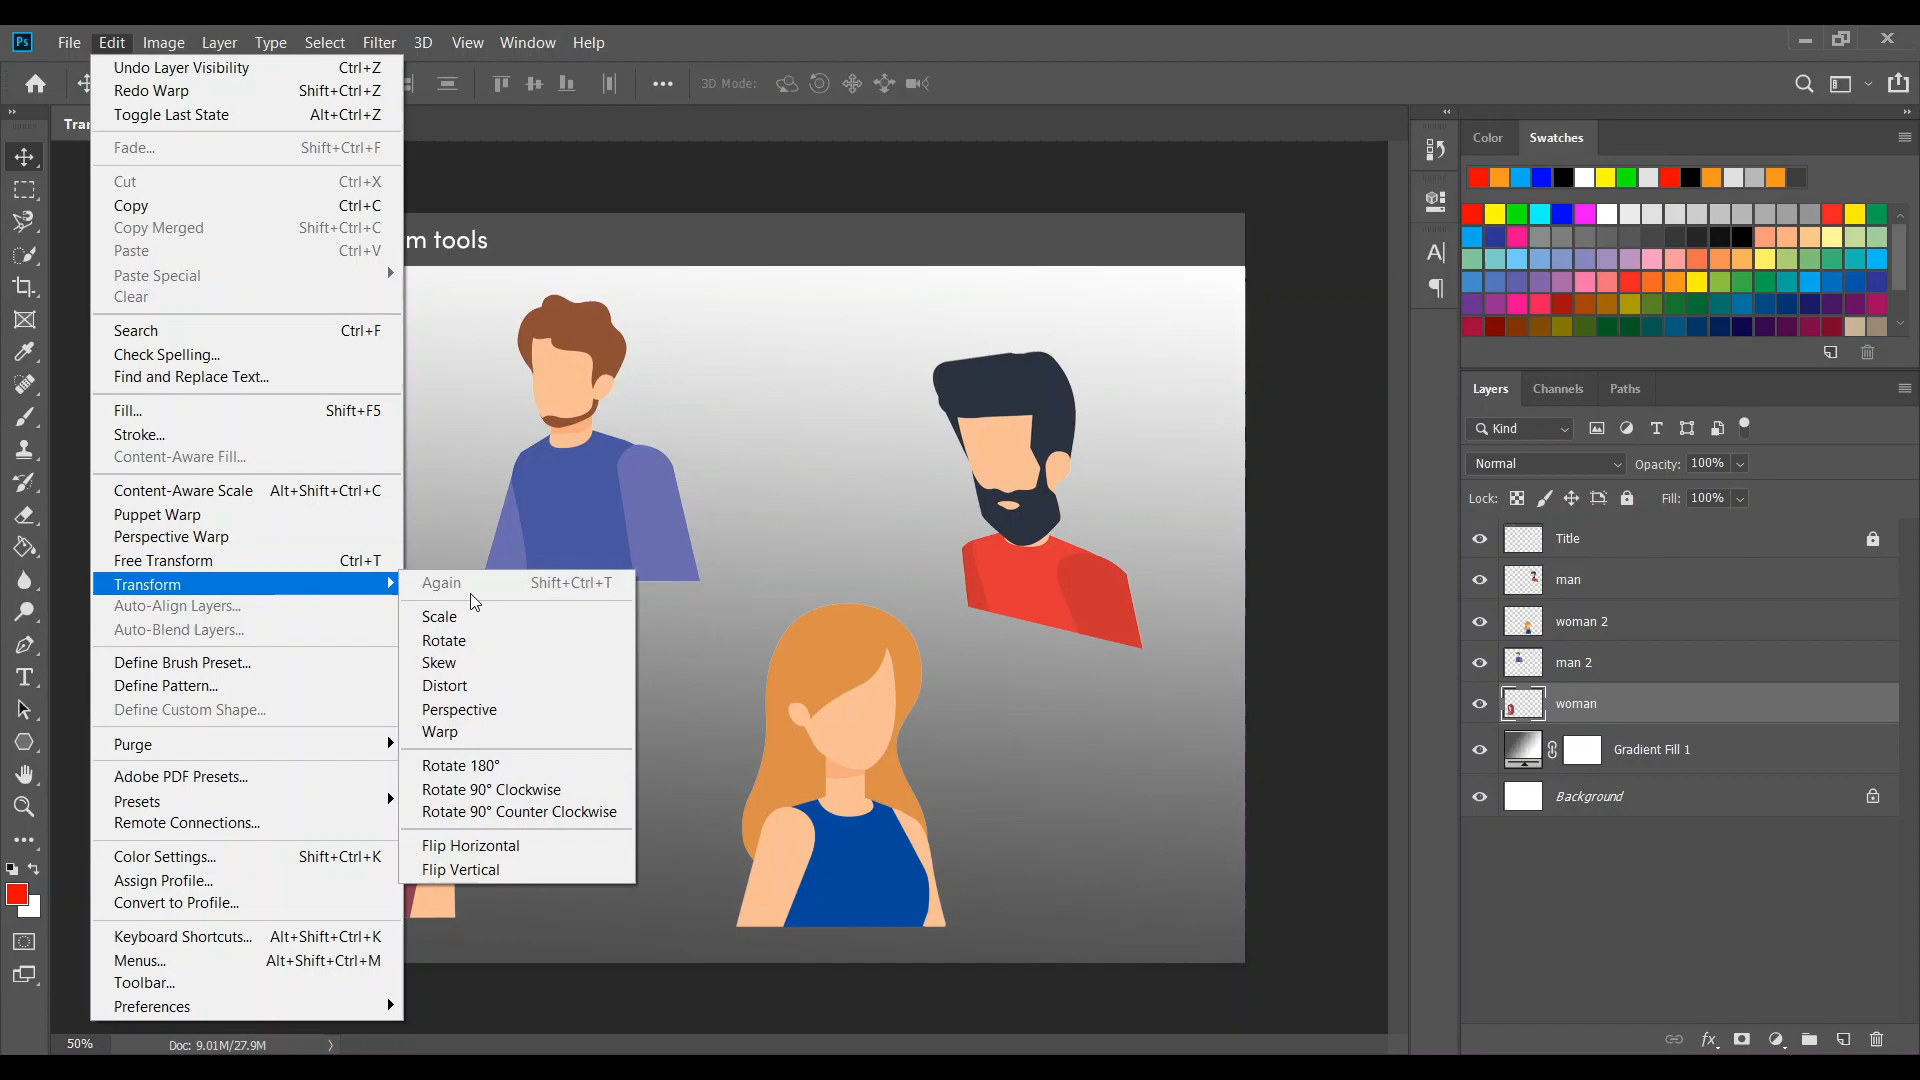 Ps File Edit Image Layer Type Select Filter 3D View Window Help
3D Mode:
Tran
m tools
Undo Layer Visibility Ctrl+Z
Redo Warp Shift+Ctrl+Z
Toggle Last State Alt+Ctrl+Z
Fade... Shift+Ctrl+F
Cut Ctrl+X
Copy Ctrl+C
Copy Merged Shift+Ctrl+C
Paste Ctrl+V
Paste Special
Clear
Search Ctrl+F
Check Spelling...
Find and Replace Text...
Fill... Shift+F5
Stroke...
Content-Aware Fill...
Content-Aware Scale Alt+Shift+Ctrl+C
Puppet Warp
Perspective Warp
Free Transform Ctrl+T
Transform
Auto-Align Layers...
Auto-Blend Layers...
Define Brush Preset...
Define Pattern...
Define Custom Shape...
Purge
Adobe PDF Presets...
Presets
Remote Connections...
Color Settings... Shift+Ctrl+K
Assign Profile...
Convert to Profile...
Keyboard Shortcuts... Alt+Shift+Ctrl+K
Menus... Alt+Shift+Ctrl+M
Toolbar...
Preferences
Again Shift+Ctrl+T
Scale
Rotate
Skew
Distort
Perspective
Warp
Rotate 180°
Rotate 90° Clockwise
Rotate 90° Counter Clockwise
Flip Horizontal
Flip Vertical
Color Swatches
Layers Channels Paths
Kind
Normal Opacity: 100%
Lock: Fill: 100%
Title
man
woman 2
man 2
woman
Gradient Fill 1
Background
fx
50% Doc: 9.01M/27.9M